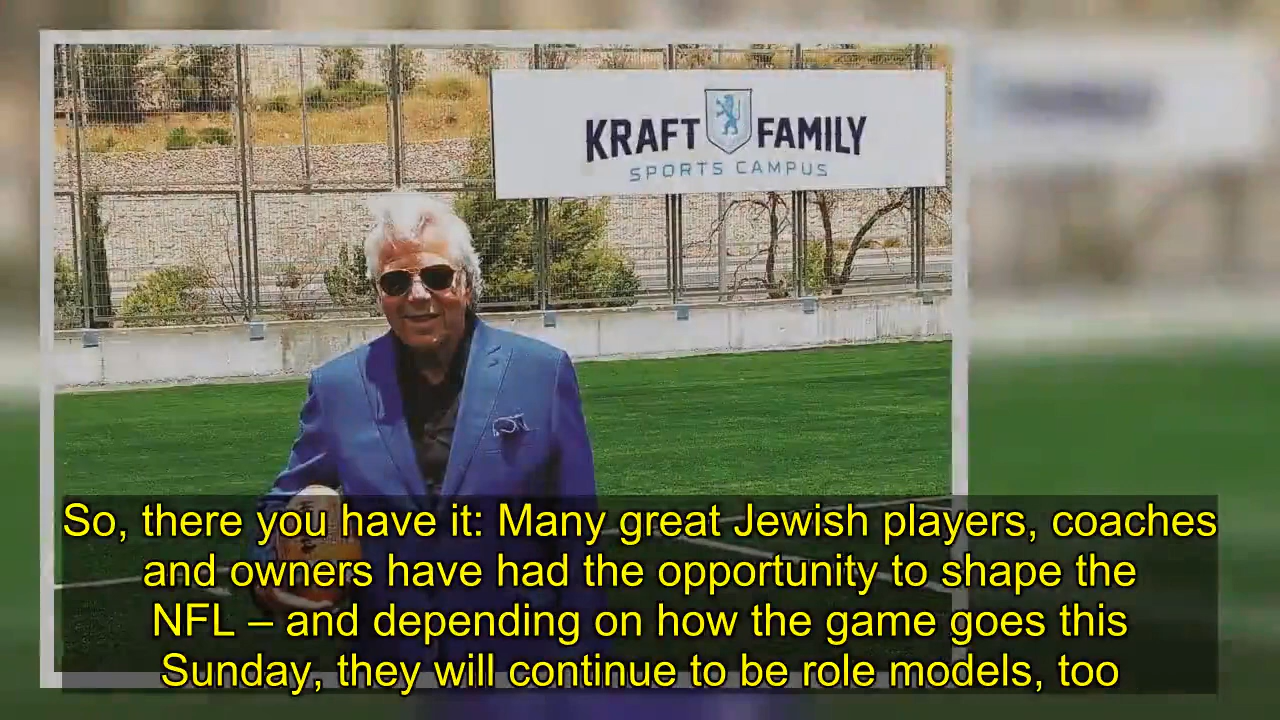 KRAFT FAMILY
SPORTS CAMPUS
So, there you have it: Many great Jewish players, coaches
and owners have had the opportunity to shape the
NFL – and depending on how the game goes this
Sunday, they will continue to be role models, too